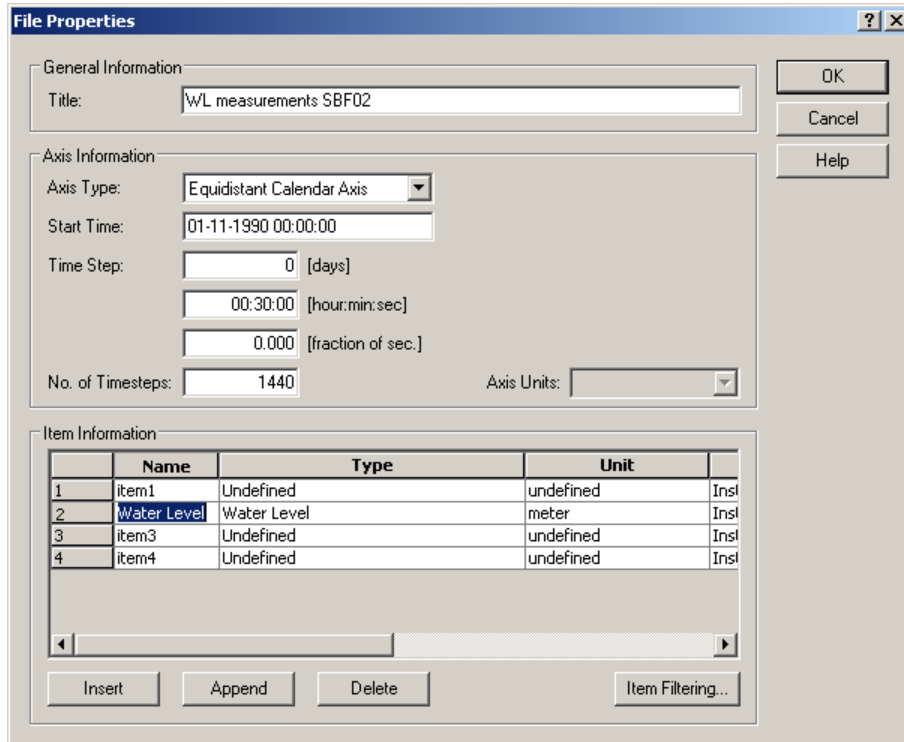 File Properties
General Information
Title: WL measurements SBF02
OK
Cancel
Help
Axis Information
Axis Type: Equidistant Calendar Axis
Start Time: 01-11-1990 00:00:00
Time Step: 0 [days]
00:30:00 [hour:min:sec]
0.000 [fraction of sec.]
No. of Timesteps: 1440 Axis Units:
Item Information
Name Type Unit
1 item1 Undefined undefined
2 Water Level Water Level meter
3 item3 Undefined undefined
4 item4 Undefined undefined
Insert Append Delete Item Filtering...